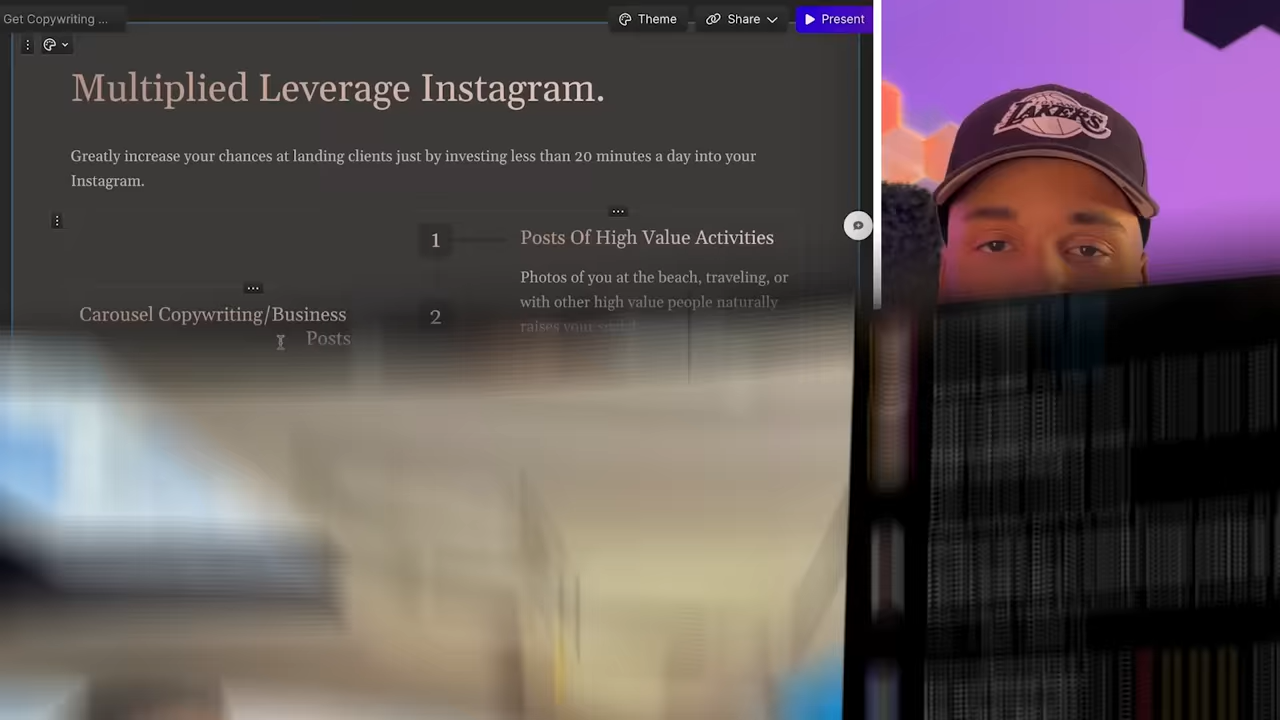 Get Copywriting ...
Theme
Share
Present
Multiplied Leverage Instagram.
Greatly increase your chances at landing clients just by investing less than 20 minutes a day into your
Instagram.
1
Posts Of High Value Activities
Photos of you at the beach, traveling, or
with other high value people naturally
raises your
Carousel Copywriting/Business
Posts
2
LAKERS